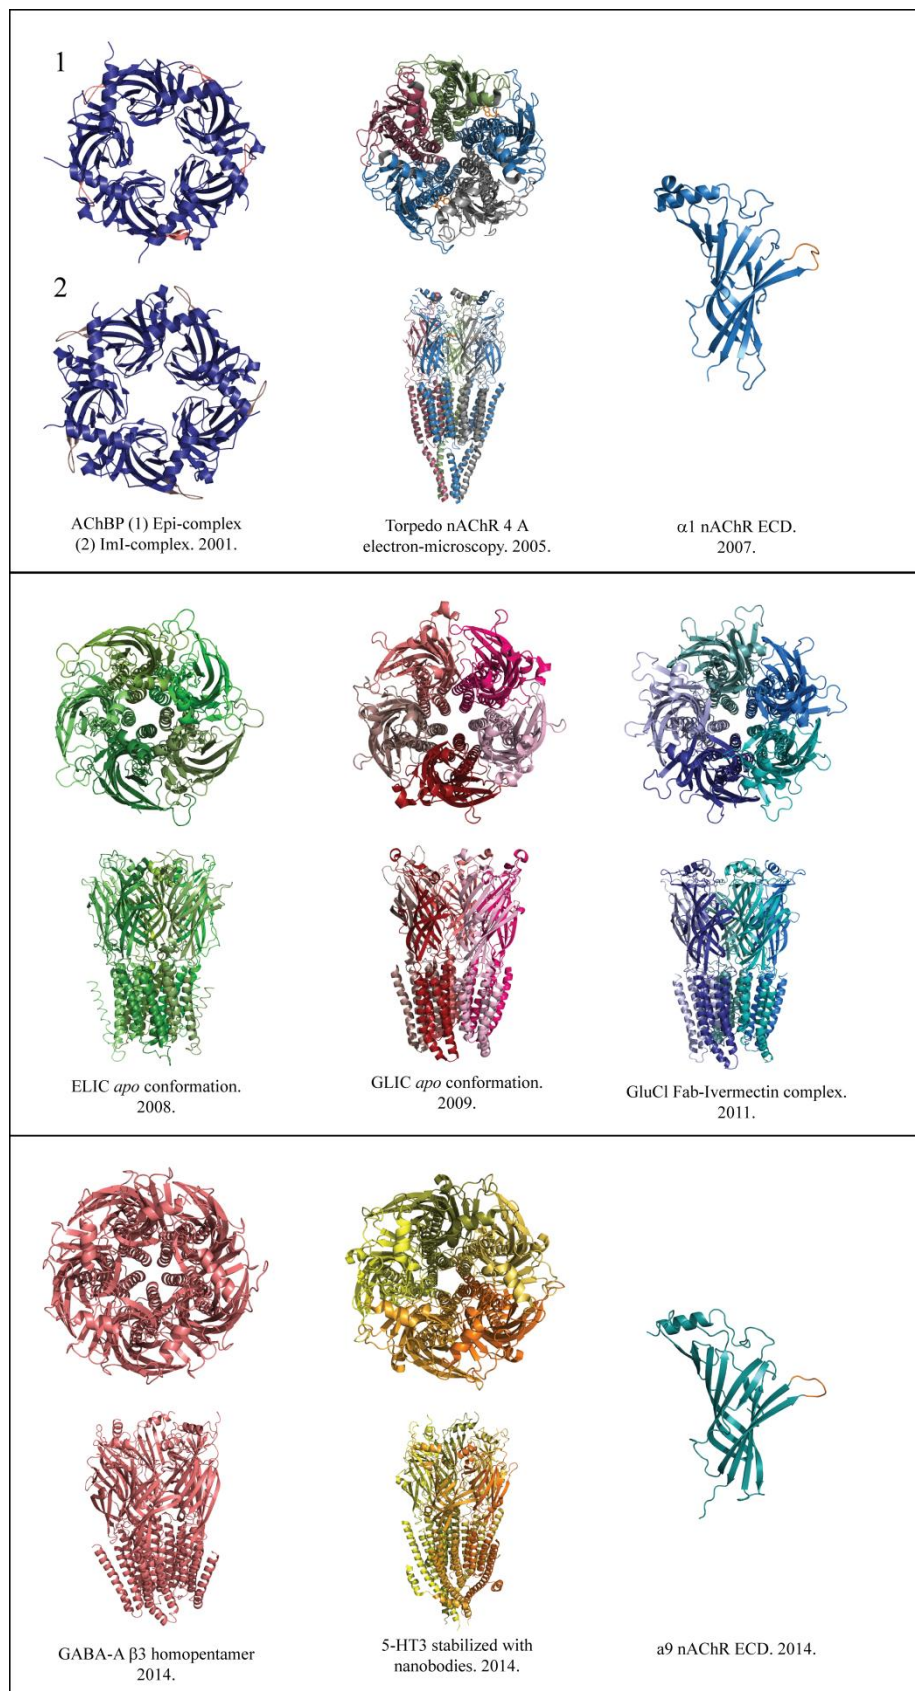 1
2
AChBP (1) Epi-complex
(2) ImI-complex. 2001.
Torpedo nAChR 4 A
electron-microscopy. 2005.
α1 nAChR ECD.
2007.
ELIC apo conformation.
2008.
GLIC apo conformation.
2009.
GluCl Fab-Ivermectin complex.
2011.
GABA-A β3 homopentamer
2014.
5-HT3 stabilized with
nanobodies. 2014.
a9 nAChR ECD. 2014.